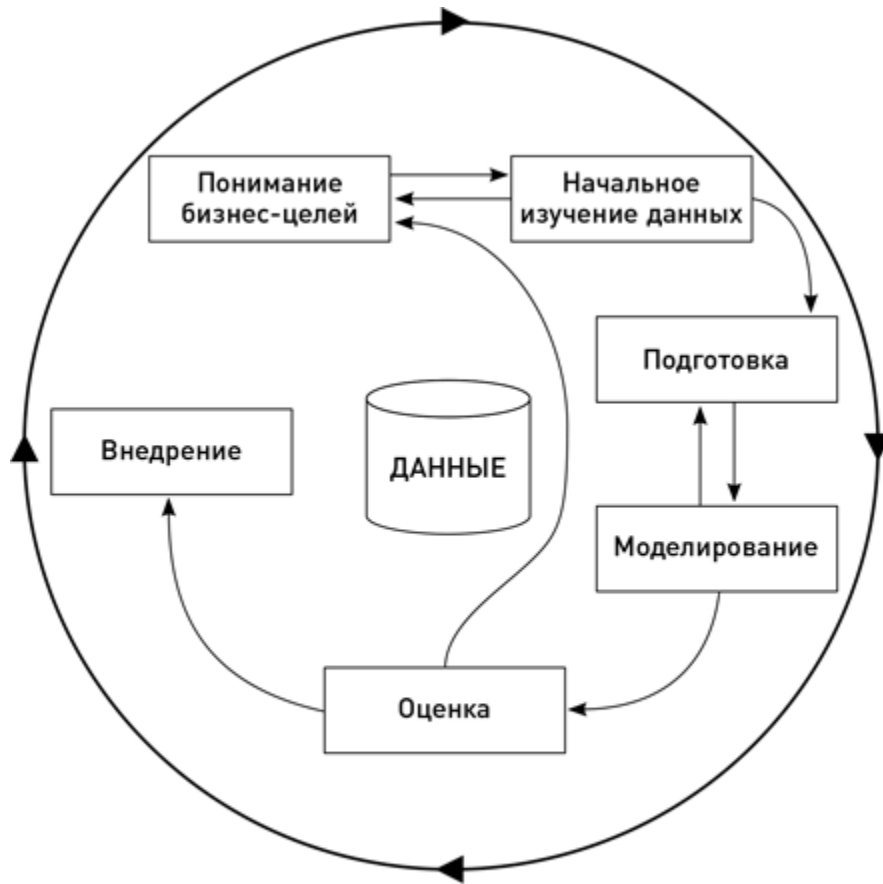 Понимание
бизнес-целей
Начальное
изучение данных
Подготовка
ДАННЫЕ
Внедрение
Моделирование
Оценка